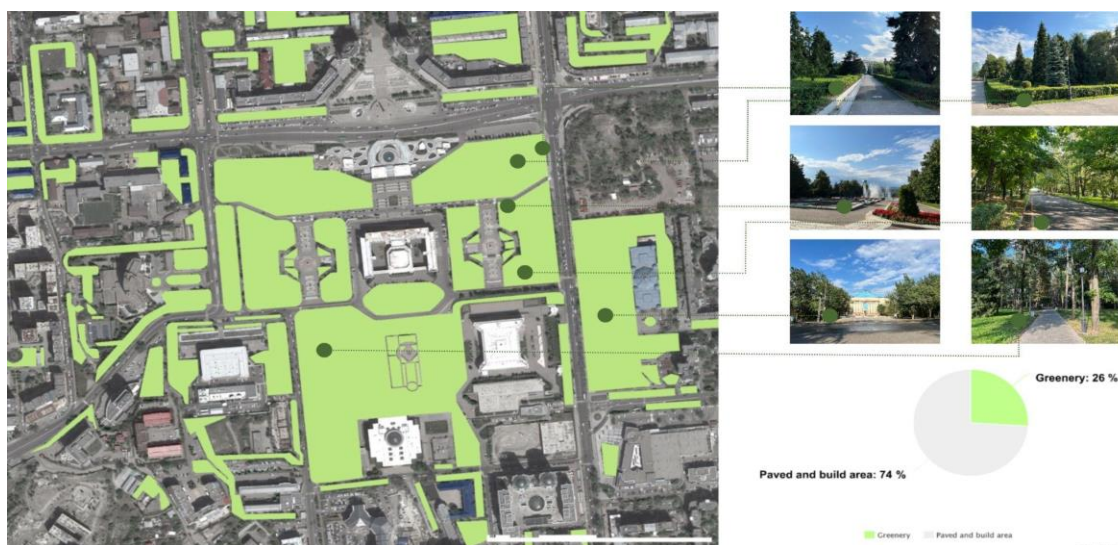 Greenery: 26 %
Paved and build area: 74 %
Greenery
Paved and build area